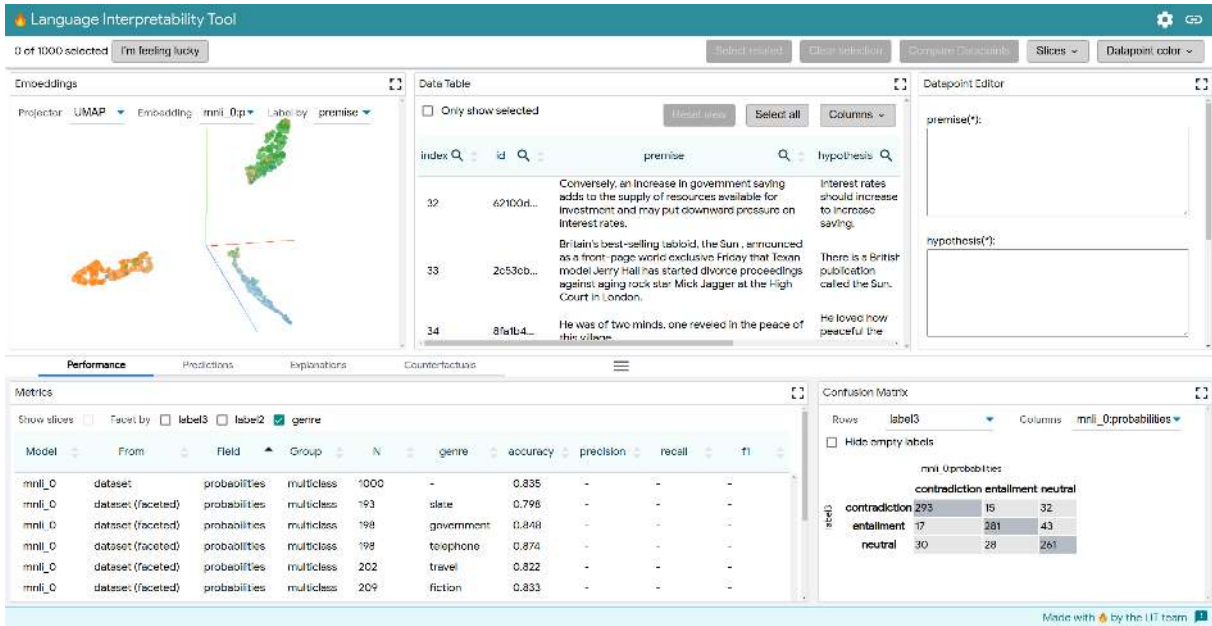 Language Interpretability Tool
0 of 1000 selected I'm feeling lucky Select related Clear selection Compare Datapoints Slices Datapoint color
Embeddings
Projector UMAP Embedding mnli_0:p Label by premise
Data Table
Only show selected Reset view Select all Columns
index id premise hypothesis
32 62100d... Conversely, an increase in government saving adds to the supply of resources available for investment and may put downward pressure on interest rates. Interest rates should increase to increase saving.
33 2c53cb... Britain's best-selling tabloid, the Sun, announced as a front-page world exclusive Friday that Texan model Jerry Hall has started divorce proceedings against aging rock star Mick Jagger at the High Court in London. There is a British publication called the Sun.
34 8fa1b4... He was of two minds, one reveled in the peace of this village He loved how peaceful the
Datapoint Editor
premise(*):
hypothesis(*):
Performance Predictions Explanations Counterfactuals
Metrics
Show slices Facet by label3 label2 genre
Model From Field Group N genre accuracy precision recall f1
mnli_0 dataset probabilities multiclass 1000 - 0.835 - - -
mnli_0 dataset (faceted) probabilities multiclass 193 slate 0.798 - - -
mnli_0 dataset (faceted) probabilities multiclass 198 government 0.848 - - -
mnli_0 dataset (faceted) probabilities multiclass 198 telephone 0.874 - - -
mnli_0 dataset (faceted) probabilities multiclass 202 travel 0.822 - - -
mnli_0 dataset (faceted) probabilities multiclass 209 fiction 0.833 - - -
Confusion Matrix
Rows label3 Columns mnli_0:probabilities
Hide empty labels
mnli_0:probabilities
contradiction entailment neutral
label3
contradiction 293 15 32
entailment 17 281 43
neutral 30 28 261
Made with 🔥 by the LIT team